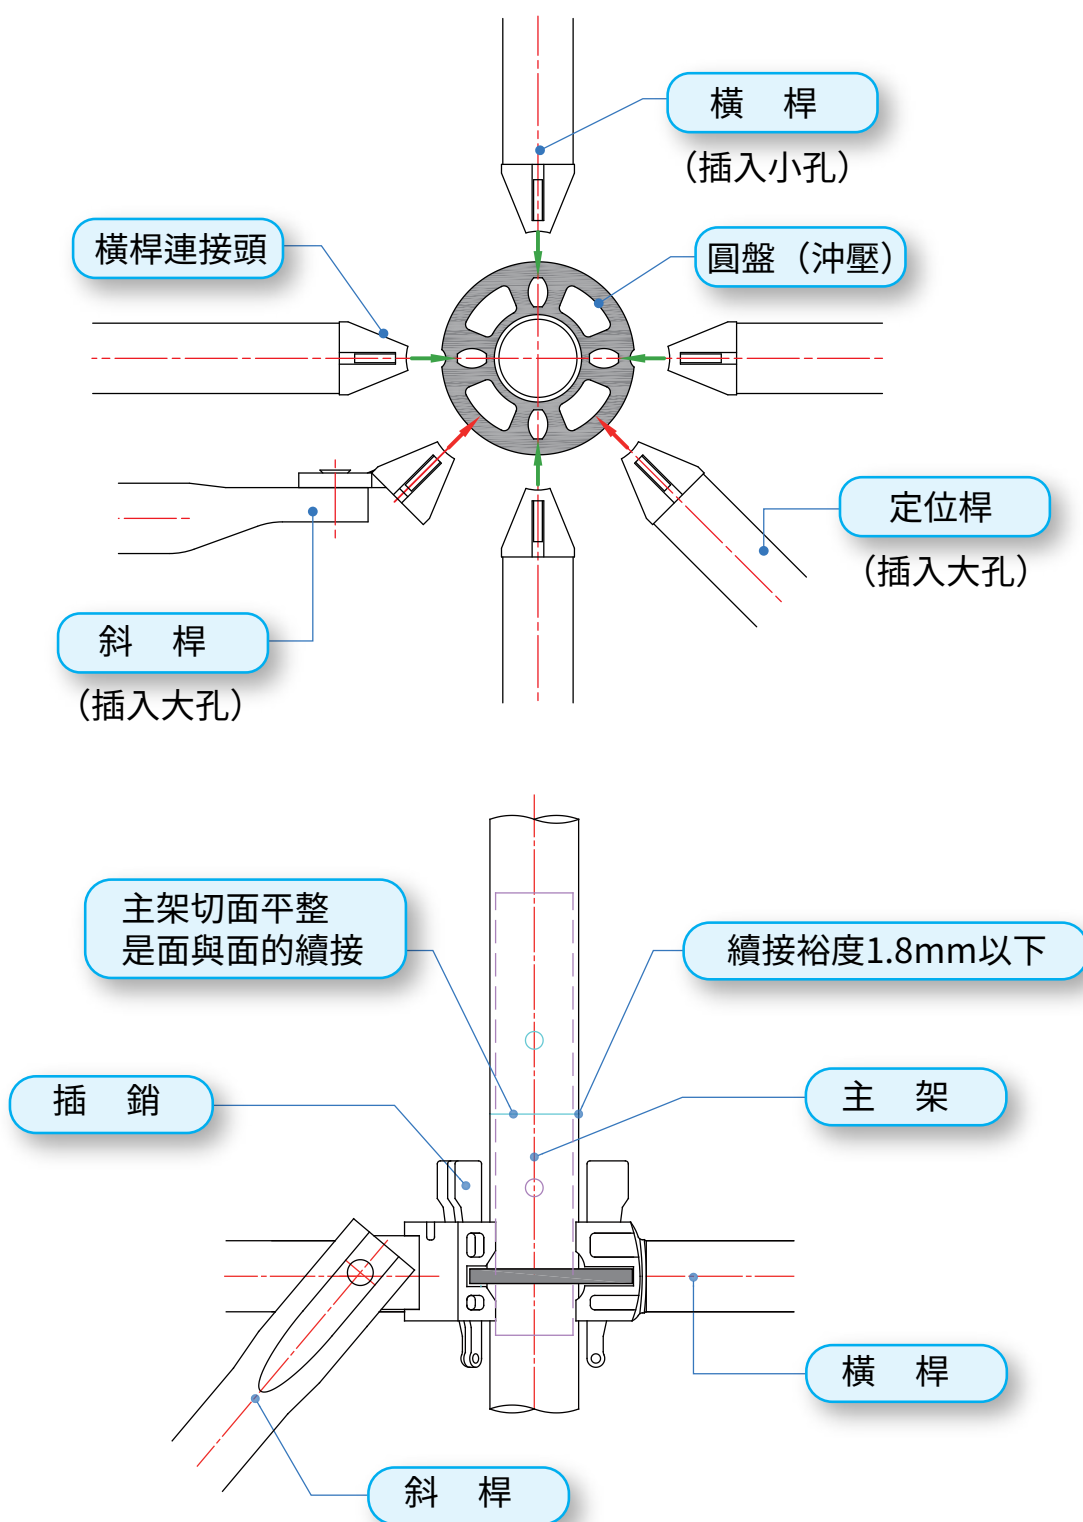 橫 桿
（插入小孔）
橫桿連接頭
圓盤（沖壓）
定位桿
（插入大孔）
斜 桿
（插入大孔）
主架切面平整
是面與面的續接
續接裕度1.8mm以下
插 銷
主 架
橫 桿
斜 桿